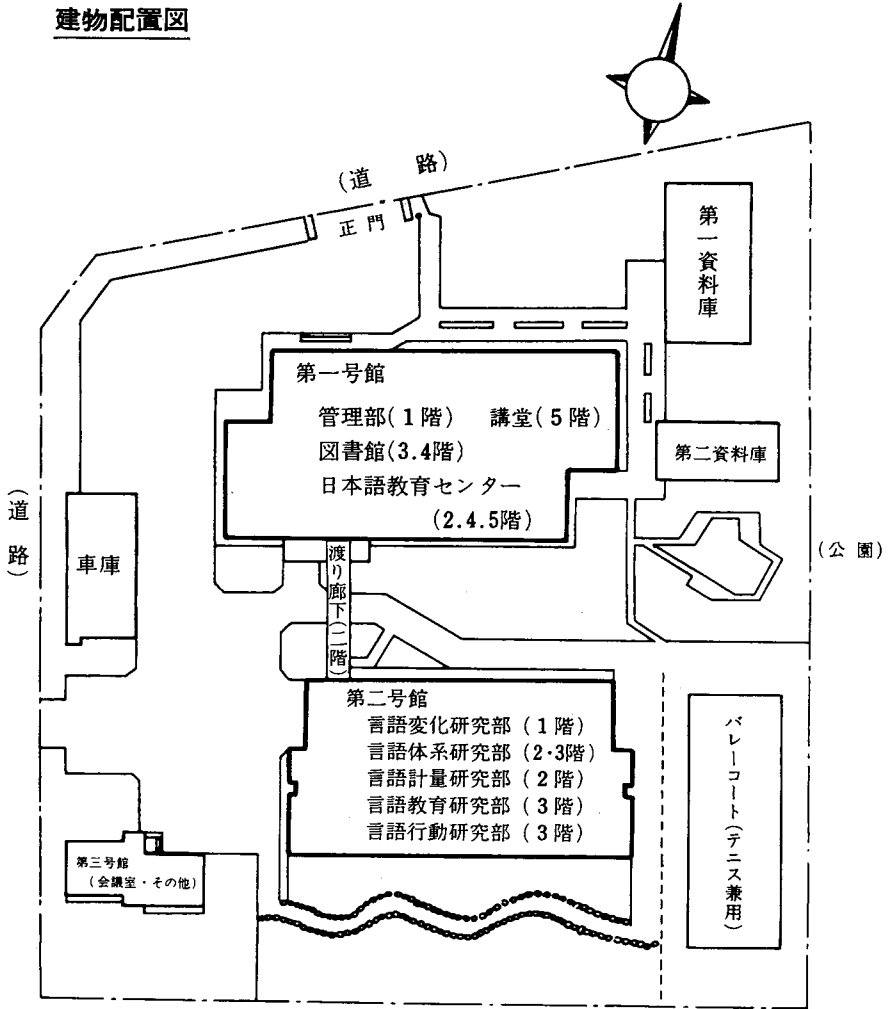 建物配置図
(道 路)
正門
第一資料庫
第一号館
管理部(1階) 講堂(5階)
図書館(3.4階)
日本語教育センター
(2.4.5階)
第二資料庫
(道路)
車庫
渡り廊下(二階)
(公園)
第二号館
言語変化研究部(1階)
言語体系研究部(2・3階)
言語計量研究部(2階)
言語教育研究部(3階)
言語行動研究部(3階)
バレーコート(テニス兼用)
第三号館
(会議室・その他)